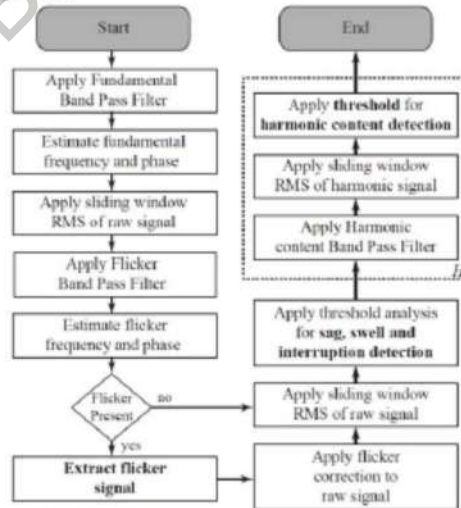 Start
Apply Fundamental
Band Pass Filter
Estimate fundamental
frequency and phase
Apply sliding window
RMS of raw signal
Apply Flicker
Band Pass Filter
Estimate flicker
frequency and phase
Flicker
Present
no
yes
Extract flicker
signal
Apply flicker
correction to
raw signal
Apply sliding window
RMS of raw signal
Apply threshold analysis
for sag, swell and
interruption detection
Apply Harmonic
content Band Pass Filter
Apply sliding window
RMS of harmonic signal
Apply threshold for
harmonic content detection
End